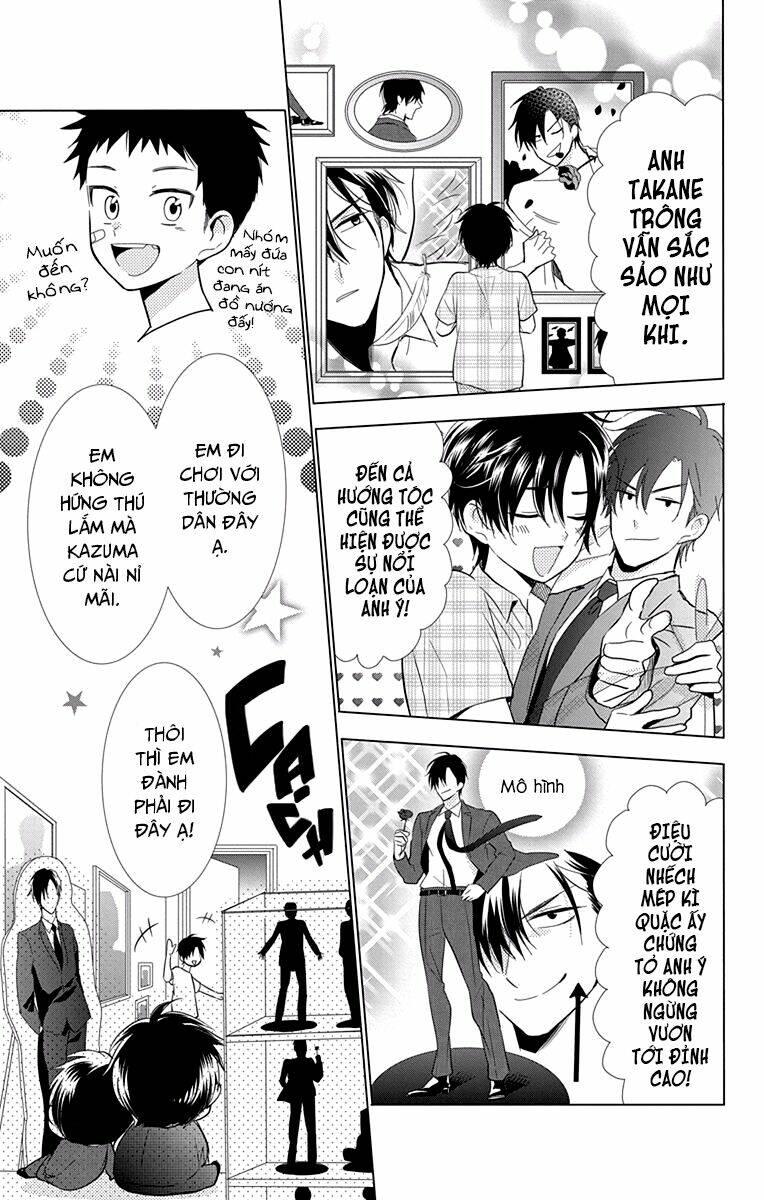 ANH
TAKANE
TRÔNG
VẪN SẮC
SẢO NHƯ
MỌI
KHI.
ĐẾN CẢ
HƯỚNG TÓC
CŨNG THỂ
HIỆN ĐƯỢC
SỰ NỔI
LOẠN CỦA
ANH Ý!
Mô hình
ĐIỆU
CƯỜI
NHẾCH
MÉP KÌ
QUẶC ẤY
CHỨNG
TỎ ANH Ý
KHÔNG
NGỪNG
VƯƠN
TỚI ĐỈNH
CAO!
Nhóm
mấy đứa
con nít
đang ăn
đồ nướng
đấy!
Muốn
đến
không?
EM ĐI
CHƠI VỚI
THƯỜNG
DÂN ĐÂY
Ạ.
EM
KHÔNG
HỨNG THÚ
LẮM MÀ
KAZUMA
CỨ NÀI NỈ
MÃI.
CẠCH
THÔI
THÌ EM
ĐÀNH
PHẢI ĐI
ĐÂY Ạ!